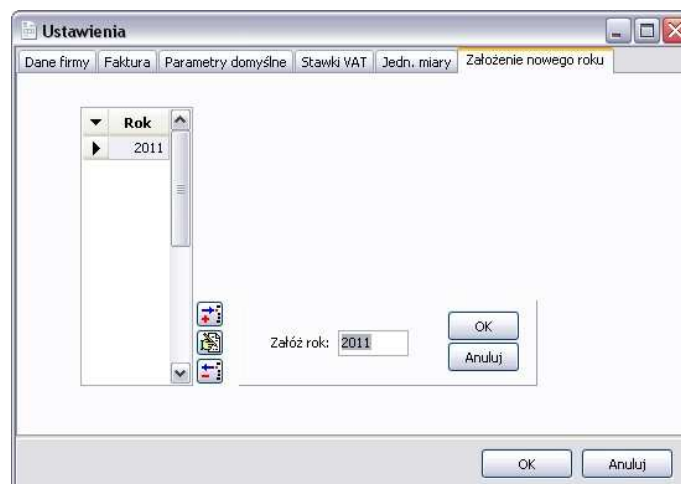 Ustawienia
Dane firmy Faktura Parametry domyślne Stawki VAT Jedn. miary Założenie nowego roku
Rok
2011
Załóż rok: 2011
OK
Anuluj
OK Anuluj